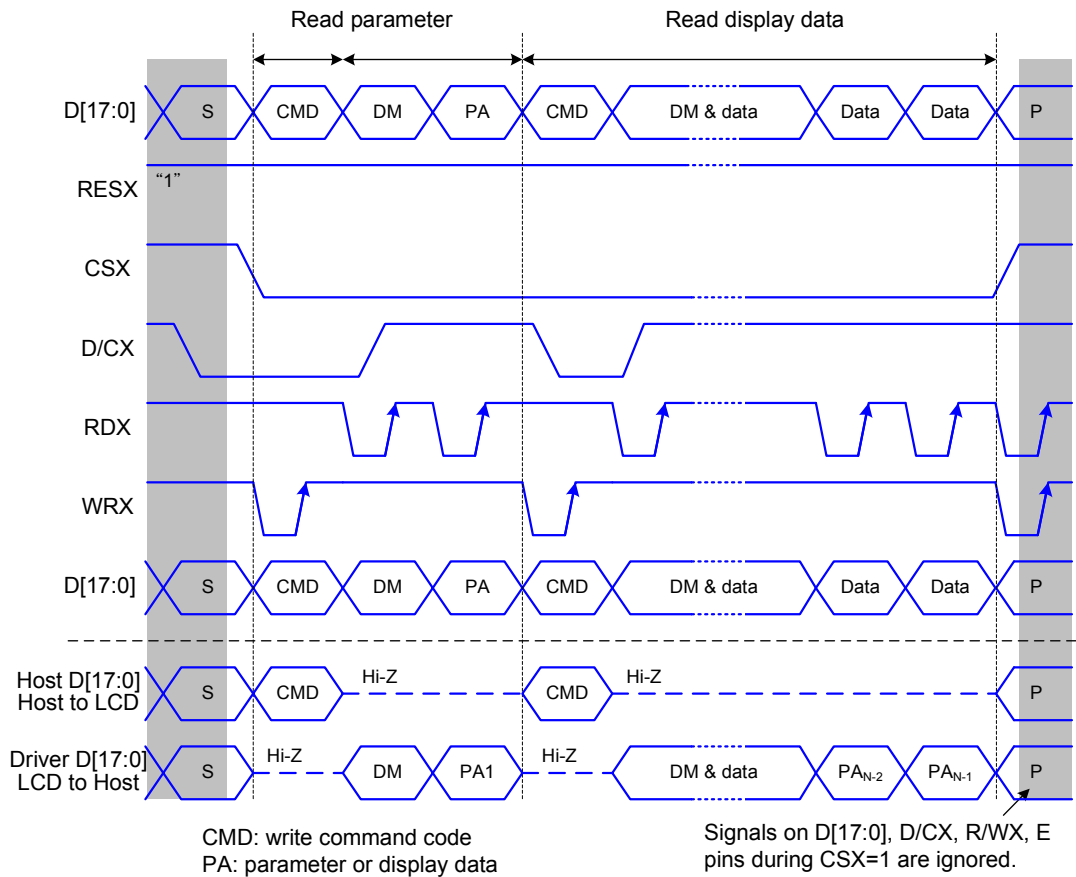 Read parameter Read display data
D[17:0] S CMD DM PA CMD DM & data Data Data P
RESX “1”
CSX
D/CX
RDX
WRX
D[17:0] S CMD DM PA CMD DM & data Data Data P
Host D[17:0]
Host to LCD S CMD Hi-Z CMD Hi-Z P
Driver D[17:0]
LCD to Host S Hi-Z DM PA1 Hi-Z DM & data PAN-2 PAN-1 P
CMD: write command code
PA: parameter or display data
Signals on D[17:0], D/CX, R/WX, E
pins during CSX=1 are ignored.